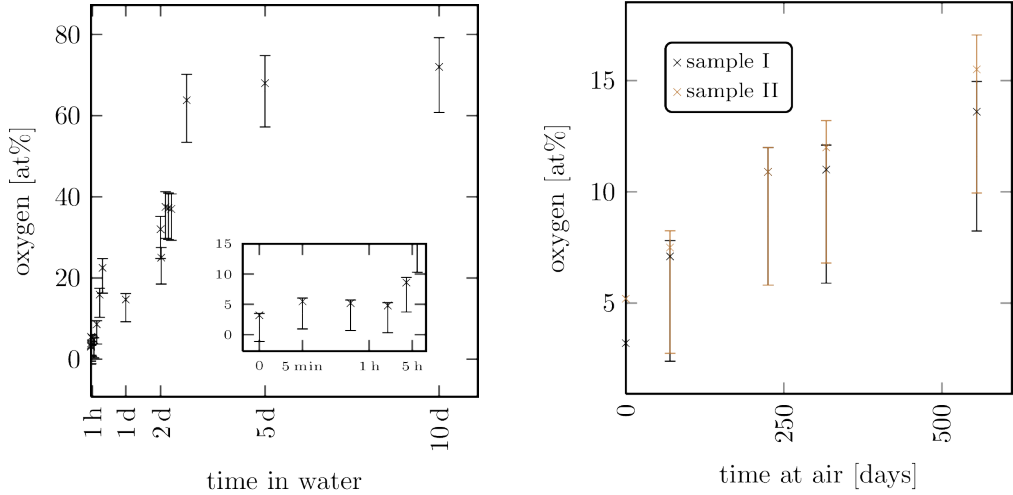 80
60
40
20
0
oxygen [at%]
15
10
5
0
0
5 min
1 h
5 h
1 h
1 d
2 d
5 d
10 d
time in water
sample I
sample II
15
10
5
oxygen [at%]
0
250
500
time at air [days]